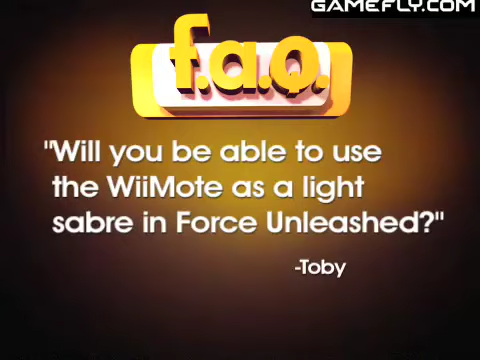 GAMEFLY.COM
f.a.q.
"Will you be able to use
the WiiMote as a light
sabre in Force Unleashed?"
-Toby